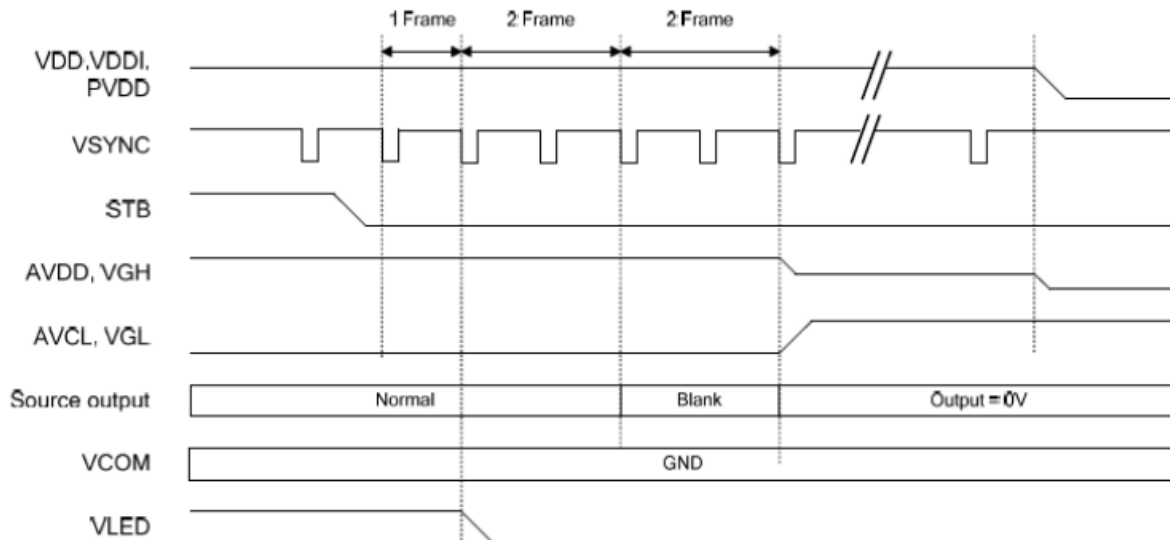 1 Frame 2 Frame 2 Frame
VDD,VDDI,
PVDD
VSYNC
STB
AVDD, VGH
AVCL, VGL
Source output Normal Blank Output = 0V
VCOM GND
VLED